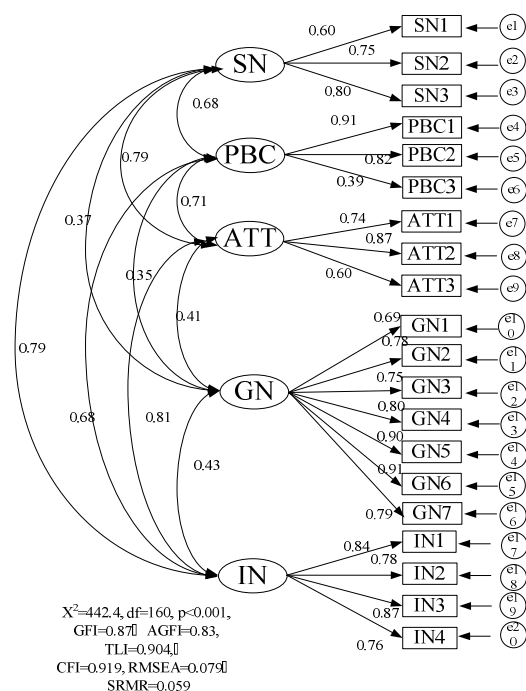 0.60
SN1
e1
0.75
SN2
e2
SN
0.80
SN3
e3
0.68
0.91
PBC1
e4
PBC
0.82
PBC2
e5
0.79
0.39
PBC3
e6
0.71
0.74
ATT1
e7
0.37
ATT
0.87
ATT2
e8
0.35
0.60
ATT3
e9
0.41
0.69
GN1
e10
0.78
GN2
e11
0.79
0.75
GN3
e12
GN
0.68
0.81
0.80
GN4
e13
0.90
GN5
e14
0.43
0.91
GN6
e15
0.79
GN7
e16
0.84
IN1
e17
0.78
IN
IN2
e18
0.87
IN3
e19
0.76
IN4
e20
X²=442.4, df=160, p<0.001,
GFI=0.87▯ AGFI=0.83,
TLI=0.904,▯
CFI=0.919, RMSEA=0.079▯
SRMR=0.059